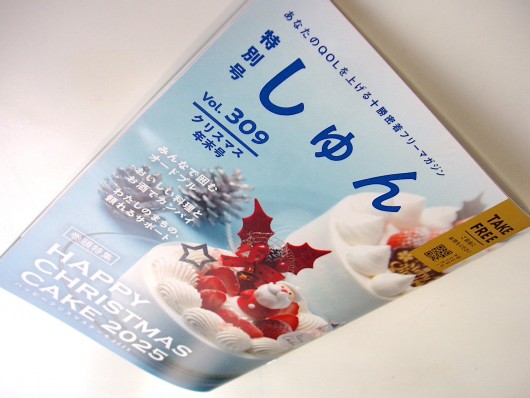 あなたのQOLを上げる十勝密着フリーマガジン
しゅん
特別号
Vol. 309
クリスマス
年末号
TAKE
FREE
みんなで囲む
オードブル
おいしい料理と
お酒でカンパイ
わたしのまちの、
頼れるサポート
巻頭特集
HAPPY
CHRISTMAS
CAKE 2025